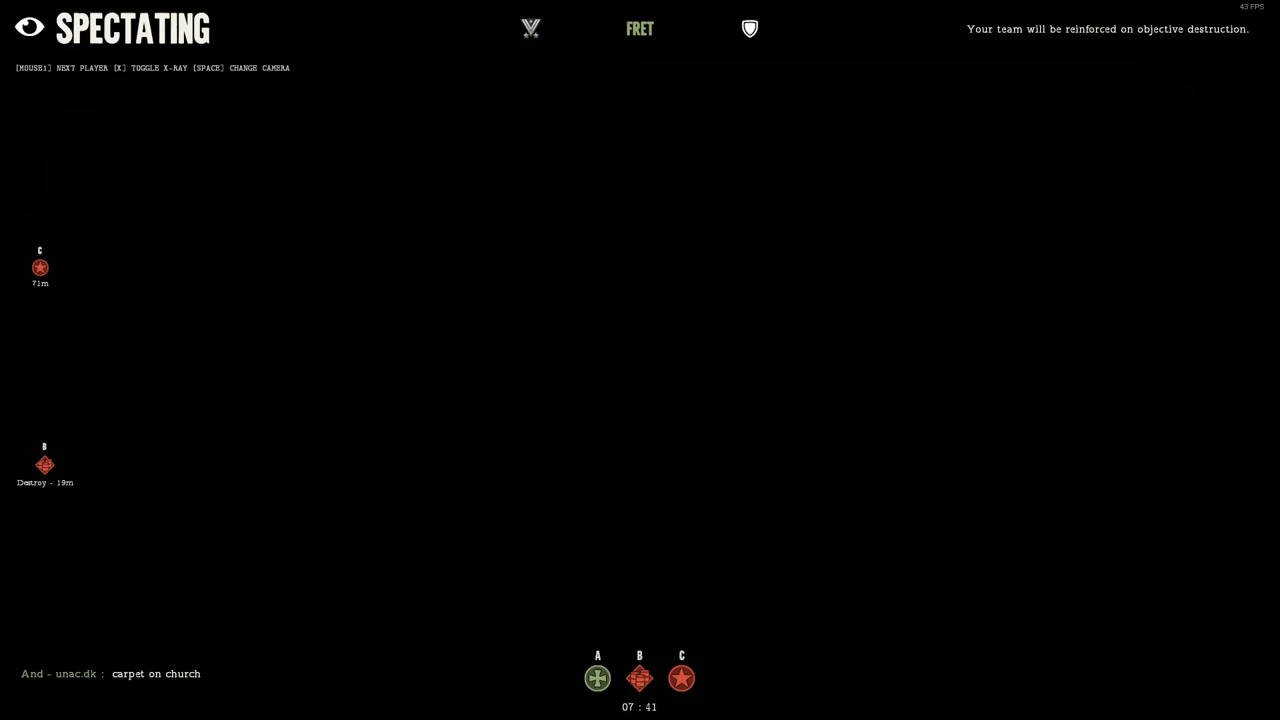 43 FPS
SPECTATING
FRET
Your team will be reinforced on objective destruction.
[MOUSE1] NEXT PLAYER [X] TOGGLE X-RAY [SPACE] CHANGE CAMERA
C
71m
B
Destroy - 19m
A B C
And - unac.dk : carpet on church
07 : 41